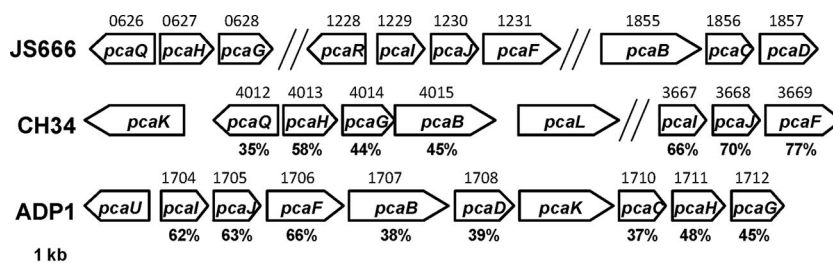 0626 0627 0628 1228 1229 1230 1231 1855 1856 1857
JS666 pcaQ pcaH pcaG pcaR pcaI pcaJ pcaF pcaB pcaC pcaD
4012 4013 4014 4015 3667 3668 3669
CH34 pcaK pcaQ pcaH pcaG pcaB pcaL pcaI pcaJ pcaF
35% 58% 44% 45% 66% 70% 77%
1704 1705 1706 1707 1708 1710 1711 1712
ADP1 pcaU pcaI pcaJ pcaF pcaB pcaD pcaK pcaC pcaH pcaG
62% 63% 66% 38% 39% 37% 48% 45%
1 kb